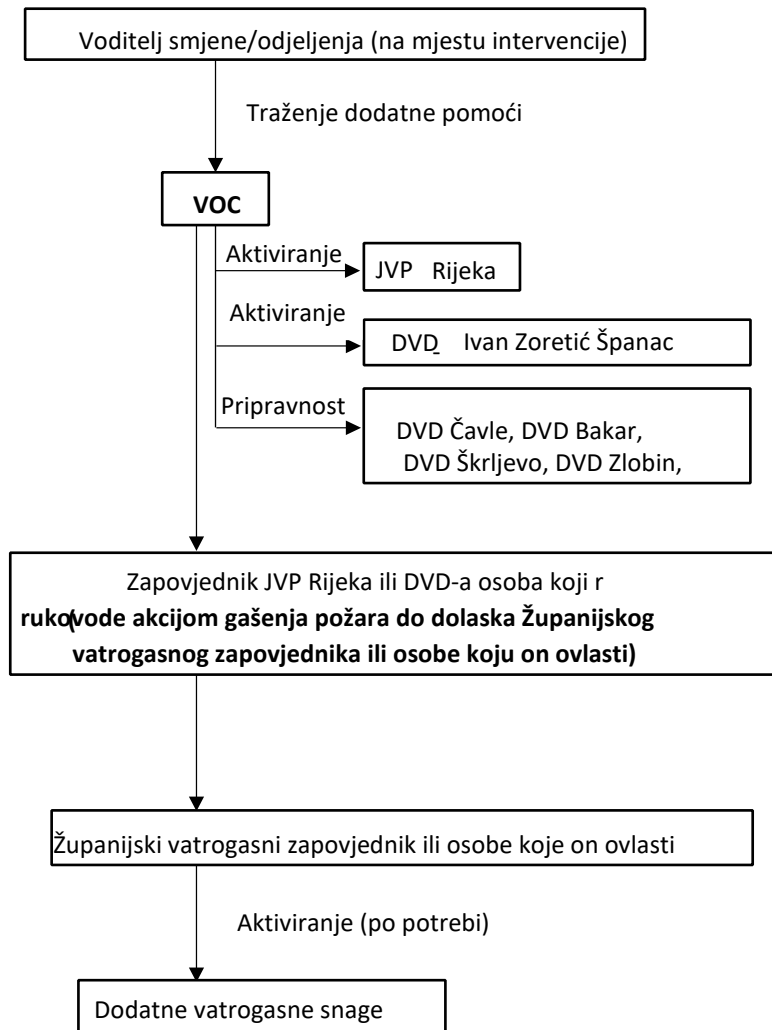 Voditelj smjene/odjeljenja (na mjestu intervencije)
Traženje dodatne pomoći
VOC
Aktiviranje
JVP Rijeka
Aktiviranje
DVD Ivan Zoretić Španac
Pripravnost
DVD Čavle, DVD Bakar,
DVD Škrljevo, DVD Zlobin,
Zapovjednik JVP Rijeka ili DVD-a osoba koji r
ruko(vode akcijom gašenja požara do dolaska Županijskog
vatrogasnog zapovjednika ili osobe koju on ovlasti)
Županijski vatrogasni zapovjednik ili osobe koje on ovlasti
Aktiviranje (po potrebi)
Dodatne vatrogasne snage